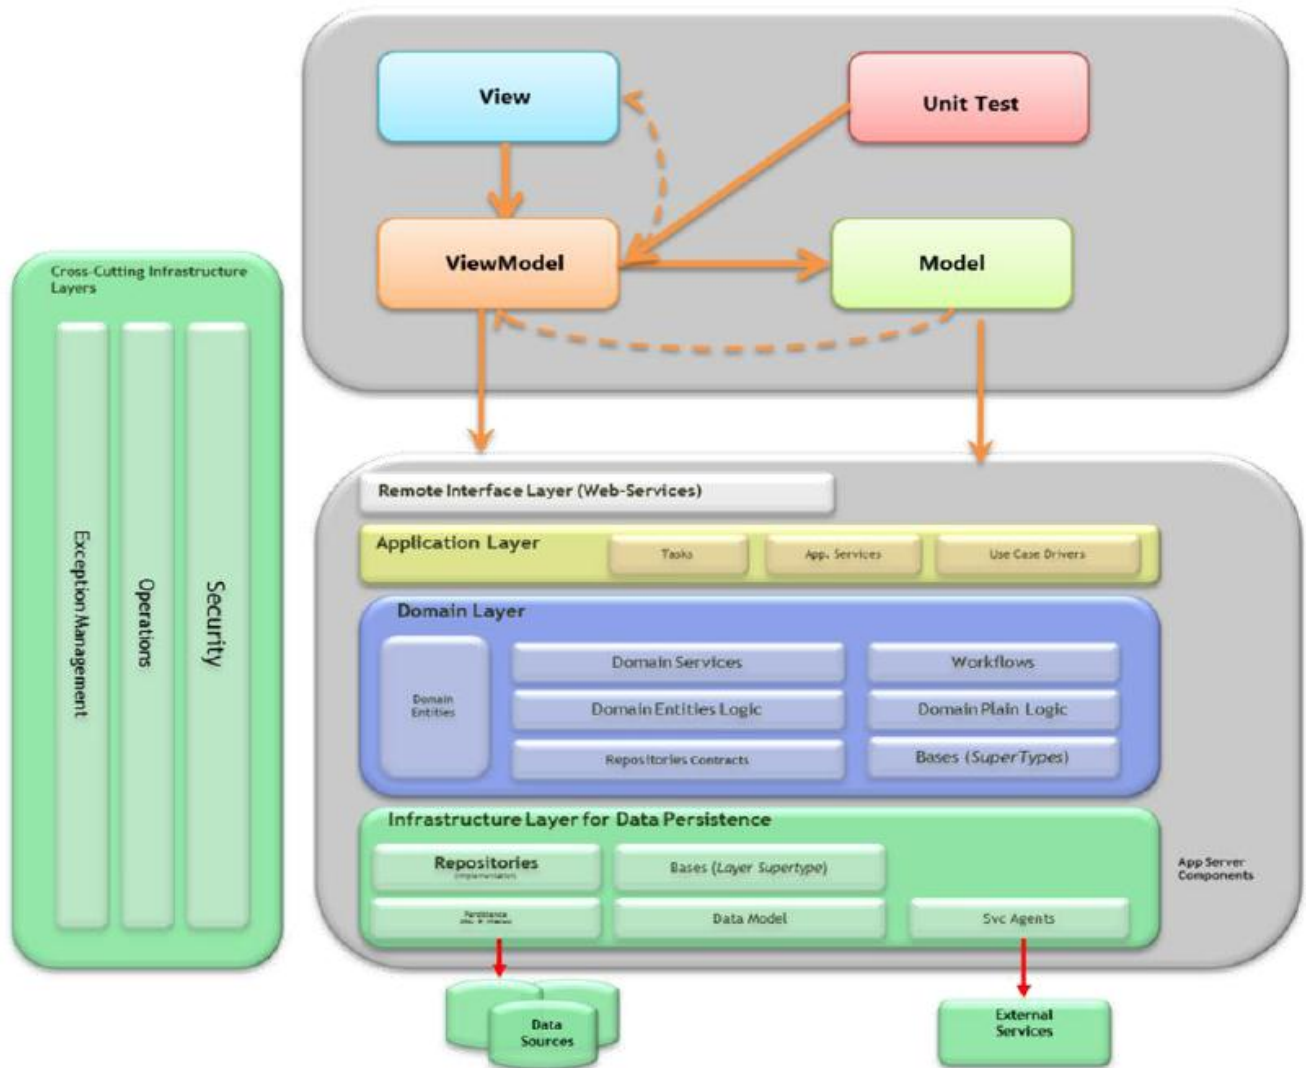 View
Unit Test
ViewModel
Model
Cross-Cutting Infrastructure
Layers
Exception Management
Operations
Security
Remote Interface Layer (Web-Services)
Application Layer
Tasks
App. Services
Use Case Drivers
Domain Layer
Domain
Entities
Domain Services
Workflows
Domain Entities Logic
Domain Plain Logic
Repositories Contracts
Bases (SuperTypes)
Infrastructure Layer for Data Persistence
Repositories
Bases (Layer Supertype)
Persistence
Data Model
Svc Agents
App Server
Components
Data
Sources
External
Services